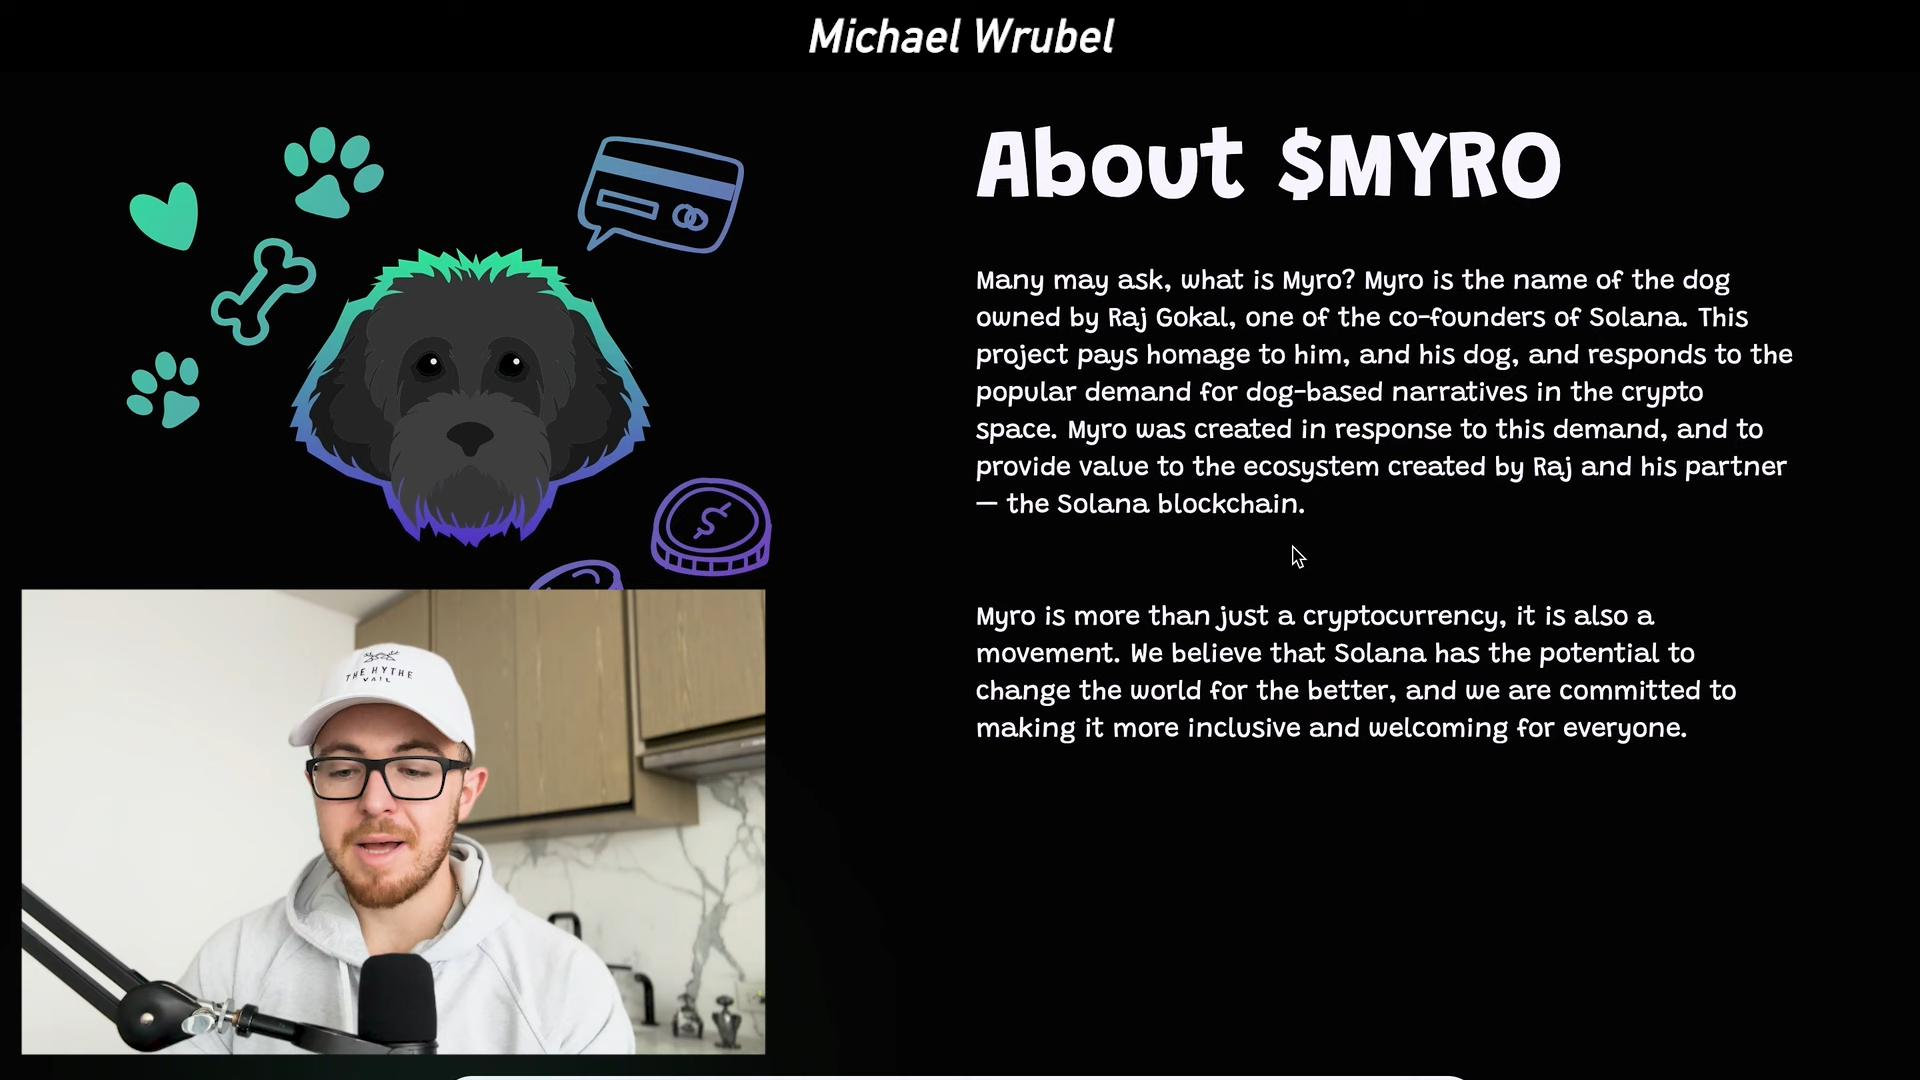 Michael Wrubel
About $MYRO
Many may ask, what is Myro? Myro is the name of the dog
owned by Raj Gokal, one of the co-founders of Solana. This
project pays homage to him, and his dog, and responds to the
popular demand for dog-based narratives in the crypto
space. Myro was created in response to this demand, and to
provide value to the ecosystem created by Raj and his partner
— the Solana blockchain.
Myro is more than just a cryptocurrency, it is also a
movement. We believe that Solana has the potential to
change the world for the better, and we are committed to
making it more inclusive and welcoming for everyone.
$
THE HYTHE
VAIL